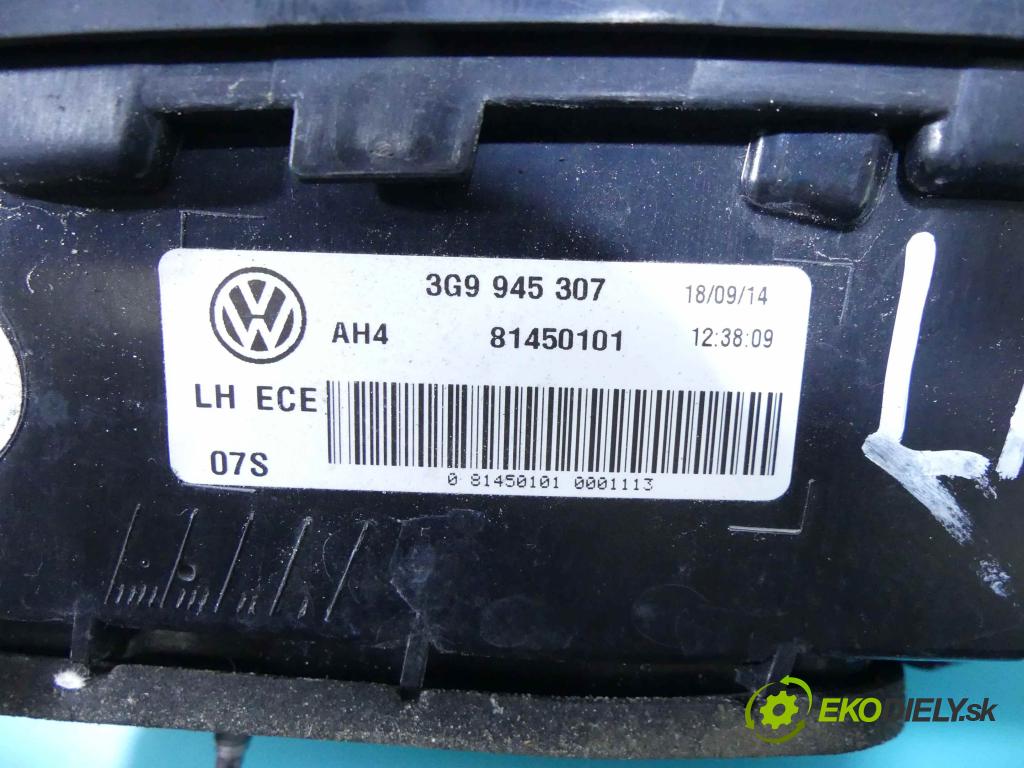 3G9 945 307 18/09/14
AH4 81450101 12:38:09
LH ECE
07S
0 81450101 0001113
EKODIELY.sk